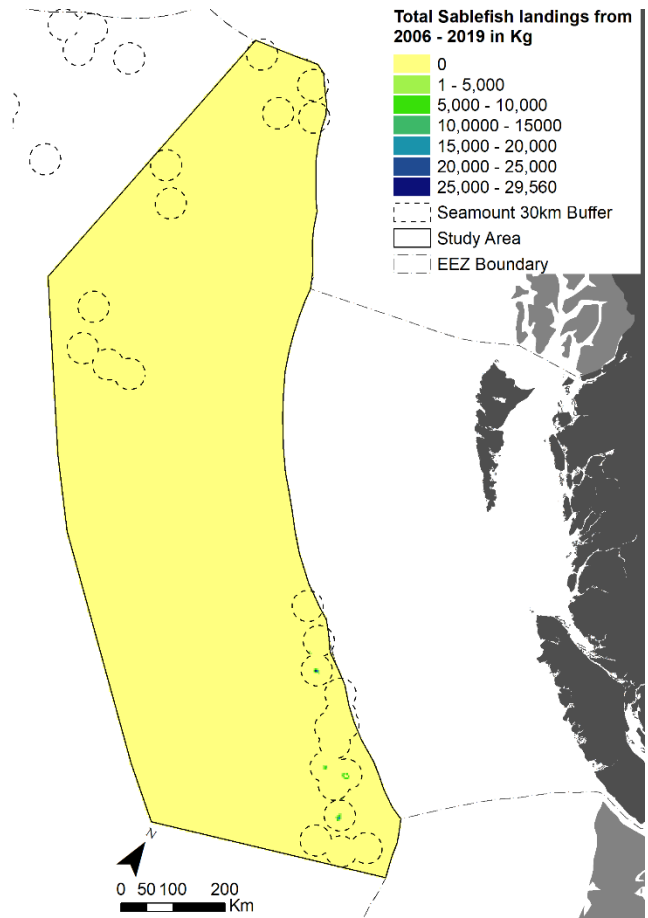 Total Sablefish landings from
2006 - 2019 in Kg
0
1 - 5,000
5,000 - 10,000
10,0000 - 15000
15,000 - 20,000
20,000 - 25,000
25,000 - 29,560
Seamount 30km Buffer
Study Area
EEZ Boundary
N
0 50 100 200
Km